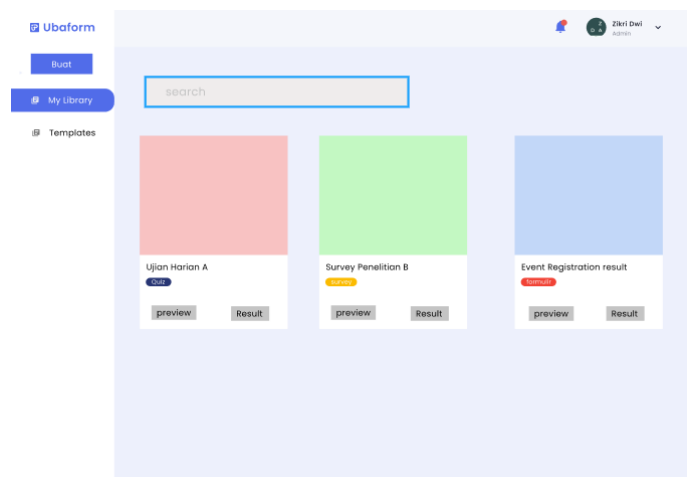 Ubaform
Zikri Dwi
Admin
Buat
search
My Library
Templates
Ujian Harian A
Quiz
preview
Result
Survey Penelitian B
Survey
preview
Result
Event Registration result
formulir
preview
Result